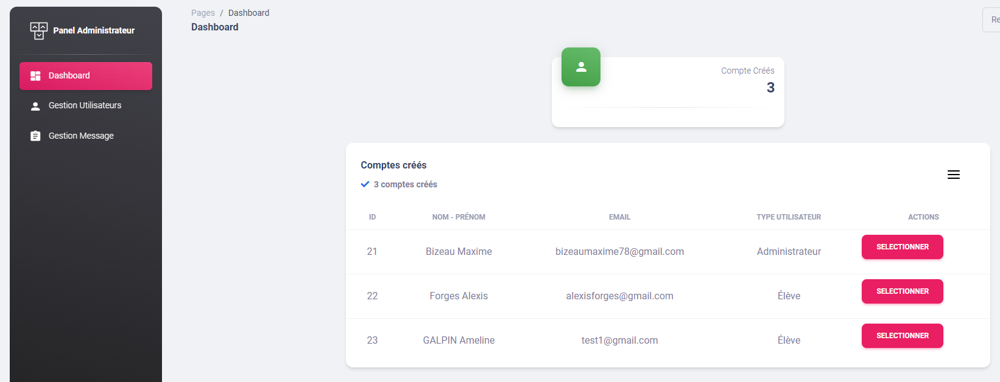 Panel Administrateur
Dashboard
Gestion Utilisateurs
Gestion Message
Pages / Dashboard
Dashboard
Re
Compte Créés
3
Comptes créés
3 comptes créés
ID NOM - PRÉNOM EMAIL TYPE UTILISATEUR ACTIONS
21 Bizeau Maxime bizeaumaxime78@gmail.com Administrateur SELECTIONNER
22 Forges Alexis alexisforges@gmail.com Élève SELECTIONNER
23 GALPIN Ameline test1@gmail.com Élève SELECTIONNER